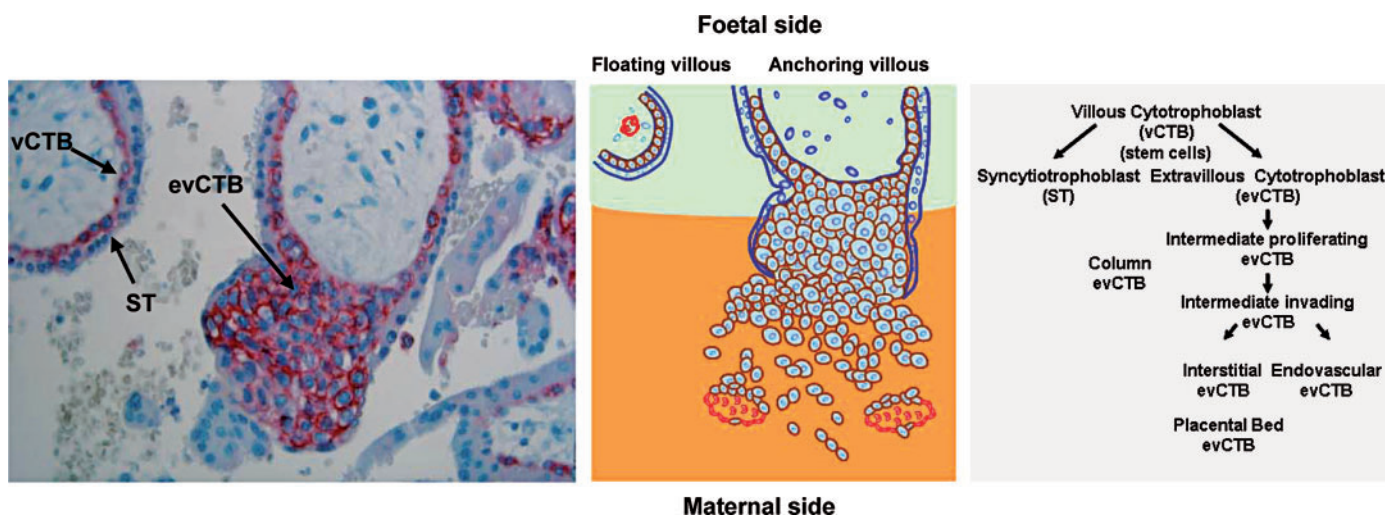 Foetal side
Floating villous Anchoring villous
vCTB
evCTB
ST
Villous Cytotrophoblast
(vCTB)
(stem cells)
Syncytiotrophoblast Extravillous Cytotrophoblast
(ST) (evCTB)
Intermediate proliferating
evCTB
Column
evCTB
Intermediate invading
evCTB
Interstitial Endovascular
evCTB evCTB
Placental Bed
evCTB
Maternal side